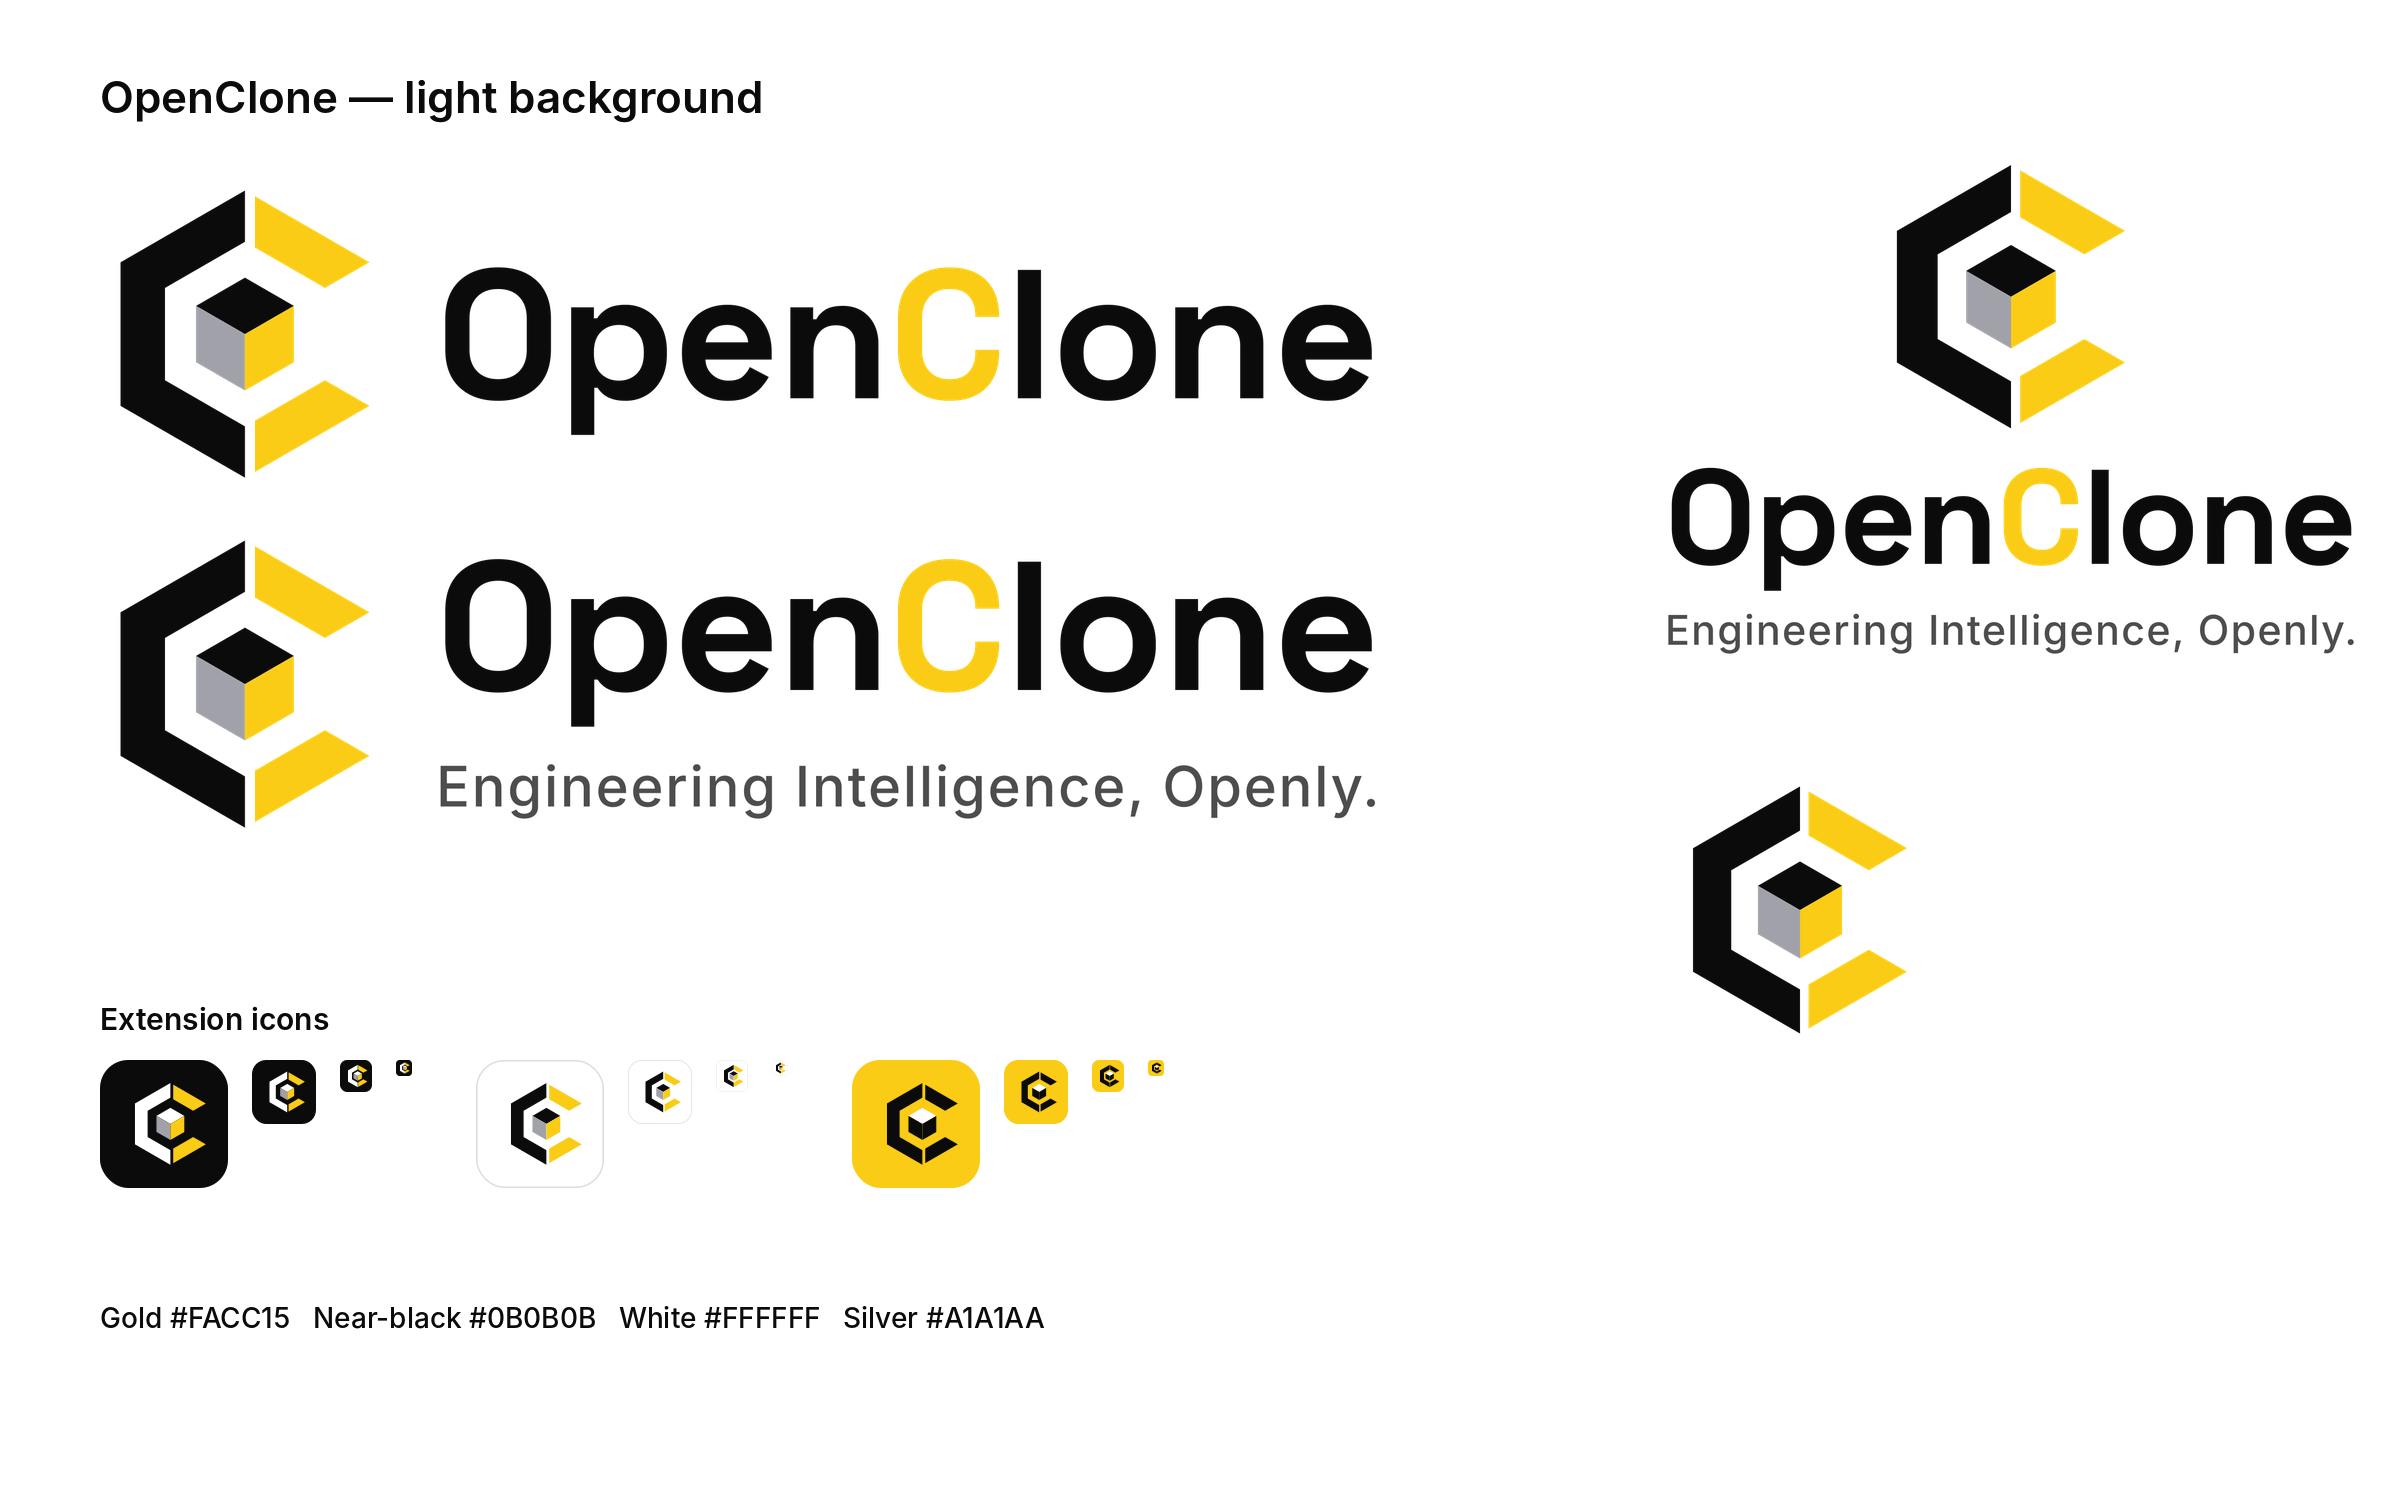 OpenClone — light background
OpenClone
OpenClone
Engineering Intelligence, Openly.
OpenClone
Engineering Intelligence, Openly.
Extension icons
Gold #FACC15 Near-black #0B0B0B White #FFFFFF Silver #A1A1AA